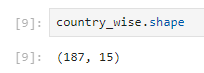 [9]: country_wise.shape
[9]: (187, 15)